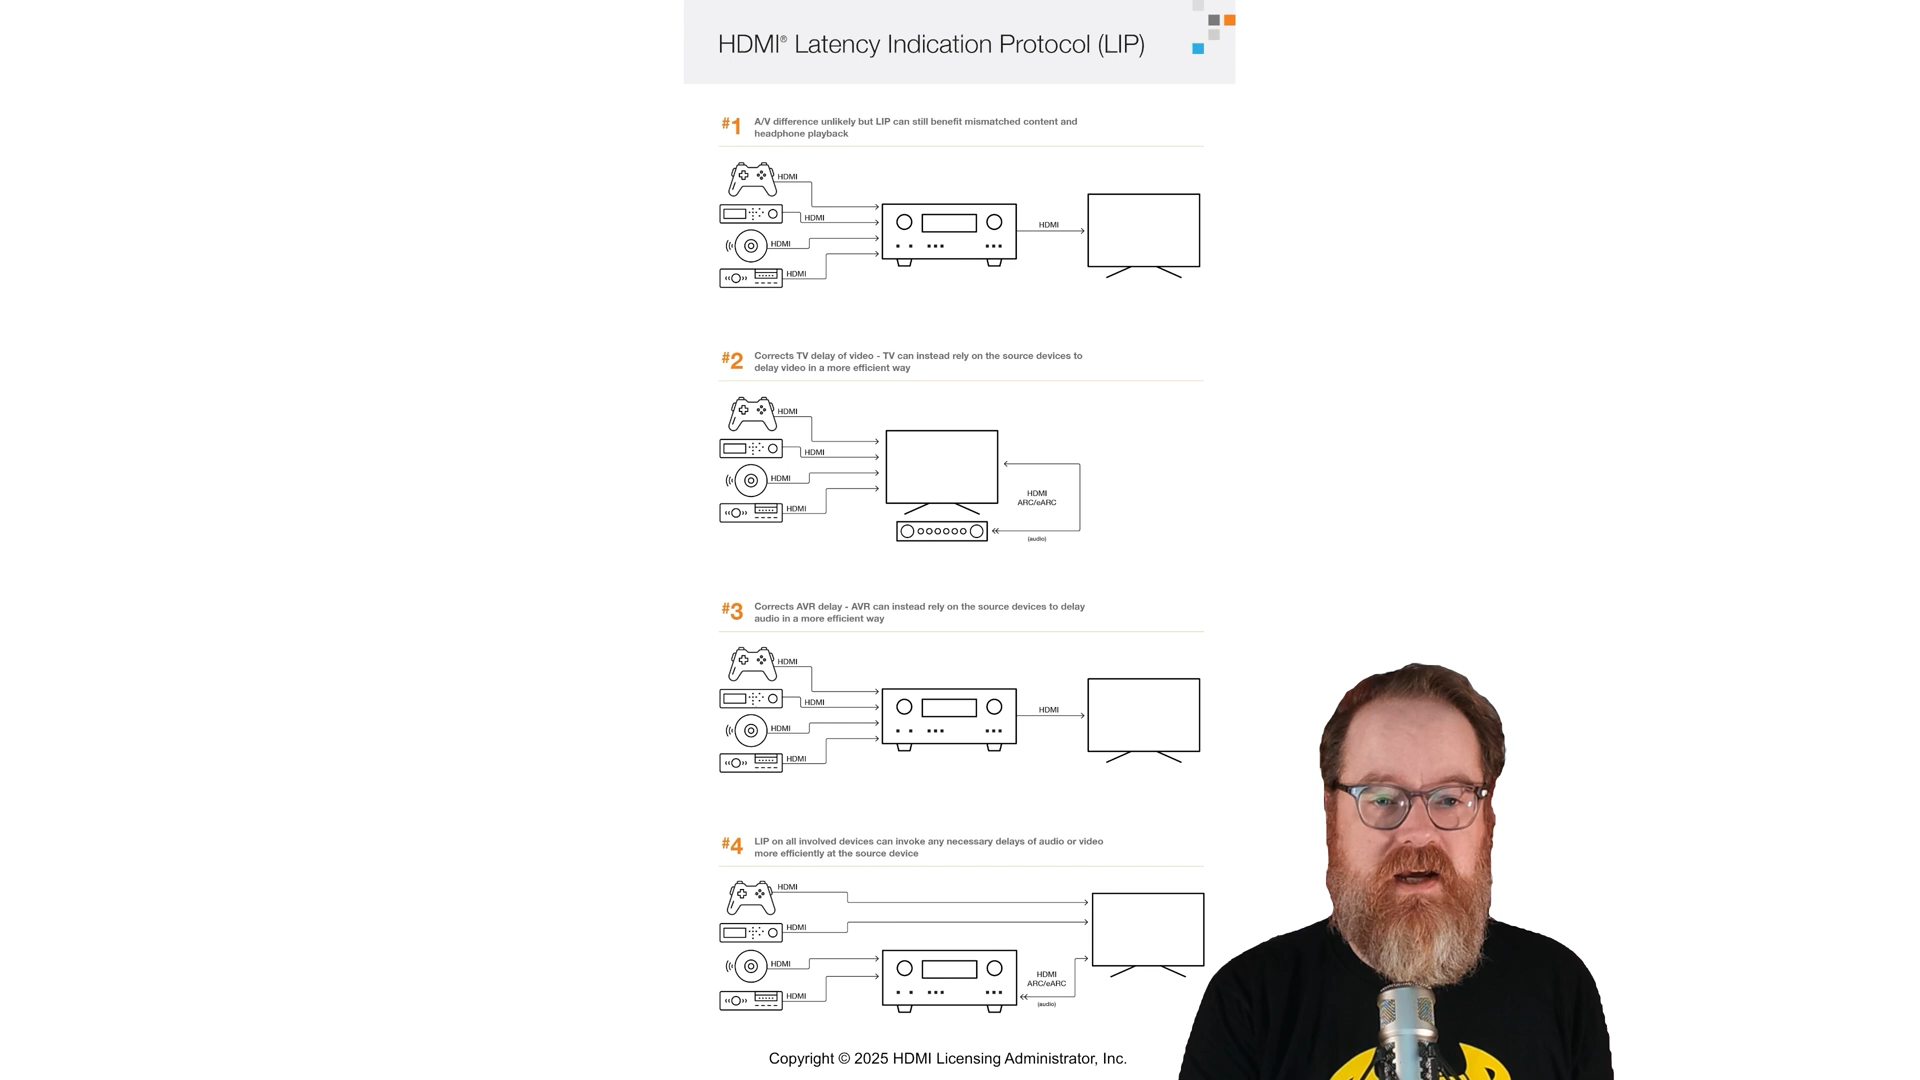 HDMI® Latency Indication Protocol (LIP)
#1
A/V difference unlikely but LIP can still benefit mismatched content and
headphone playback
HDMI
HDMI
HDMI
HDMI
HDMI
#2
Corrects TV delay of video - TV can instead rely on the source devices to
delay video in a more efficient way
HDMI
HDMI
HDMI
HDMI
HDMI
ARC/eARC
(audio)
#3
Corrects AVR delay - AVR can instead rely on the source devices to delay
audio in a more efficient way
HDMI
HDMI
HDMI
HDMI
HDMI
#4
LIP on all involved devices can invoke any necessary delays of audio or video
more efficiently at the source device
HDMI
HDMI
HDMI
HDMI
HDMI
ARC/eARC
(audio)
Copyright © 2025 HDMI Licensing Administrator, Inc.